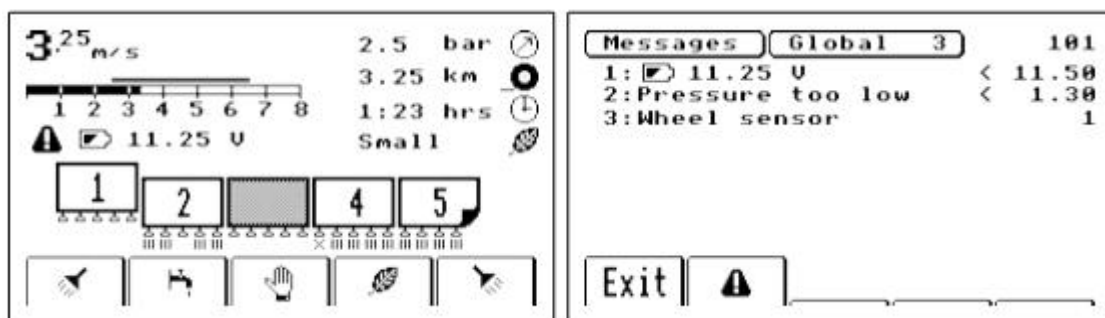 3.25 m/s
2.5 bar
3.25 km
1 2 3 4 5 6 7 8
1:23 hrs
11.25 V
Small
1 2 4 5
Messages Global 3 101
1: 11.25 V < 11.50
2:Pressure too low < 1.30
3:Wheel sensor 1
Exit